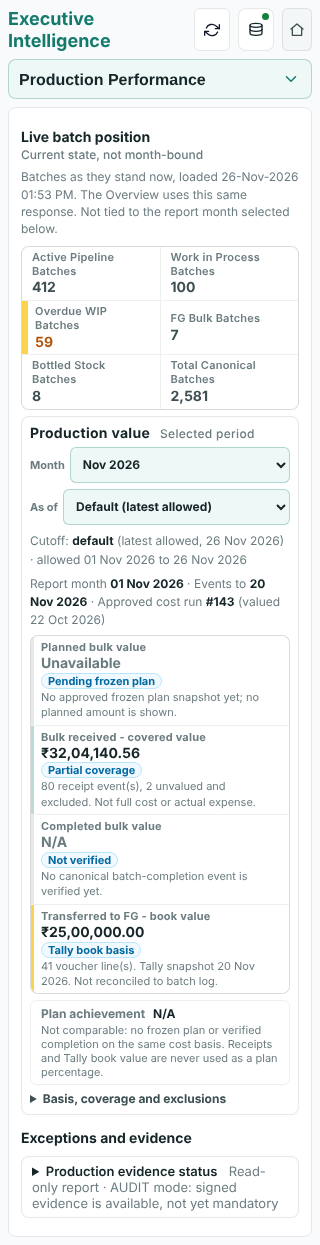 Executive
Intelligence
Production Performance
Live batch position
Current state, not month-bound
Batches as they stand now, loaded 26-Nov-2026
01:53 PM. The Overview uses this same
response. Not tied to the report month selected
below.
Active Pipeline
Batches
412
Work in Process
Batches
100
Overdue WIP
Batches
59
FG Bulk Batches
7
Bottled Stock
Batches
8
Total Canonical
Batches
2,581
Production value Selected period
Month Nov 2026
As of Default (latest allowed)
Cutoff: default (latest allowed, 26 Nov 2026)
· allowed 01 Nov 2026 to 26 Nov 2026
Report month 01 Nov 2026 · Events to 20
Nov 2026 · Approved cost run #143 (valued
22 Oct 2026)
Planned bulk value
Unavailable
Pending frozen plan
No approved frozen plan snapshot yet; no
planned amount is shown.
Bulk received - covered value
₹32,04,140.56
Partial coverage
80 receipt event(s), 2 unvalued and
excluded. Not full cost or actual expense.
Completed bulk value
N/A
Not verified
No canonical batch-completion event is
verified yet.
Transferred to FG - book value
₹25,00,000.00
Tally book basis
41 voucher line(s). Tally snapshot 20 Nov
2026. Not reconciled to batch log.
Plan achievement N/A
Not comparable: no frozen plan or verified
completion on the same cost basis. Receipts
and Tally book value are never used as a plan
percentage.
Basis, coverage and exclusions
Exceptions and evidence
Production evidence status Read-
only report · AUDIT mode: signed
evidence is available, not yet mandatory